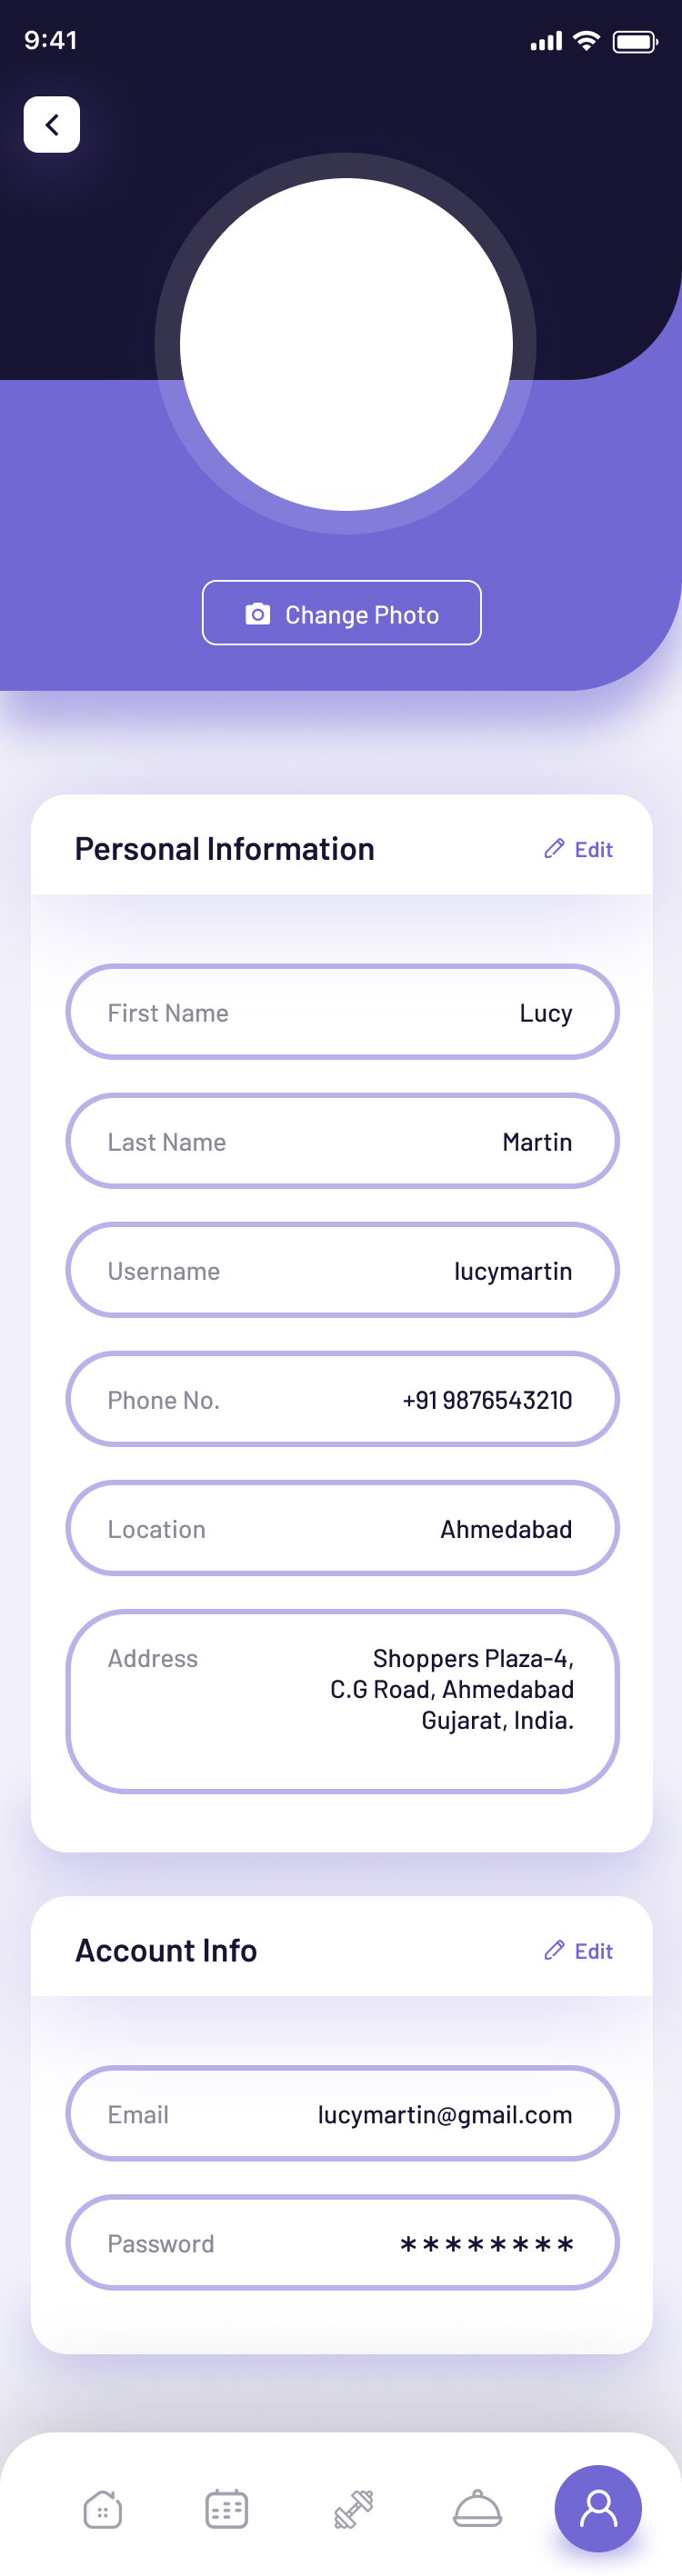 9:41
Change Photo
Personal Information
Edit
First Name
Lucy
Last Name
Martin
Username
lucymartin
Phone No.
+91 9876543210
Location
Ahmedabad
Address
Shoppers Plaza-4,
C.G Road, Ahmedabad
Gujarat, India.
Account Info
Edit
Email
lucymartin@gmail.com
Password
********